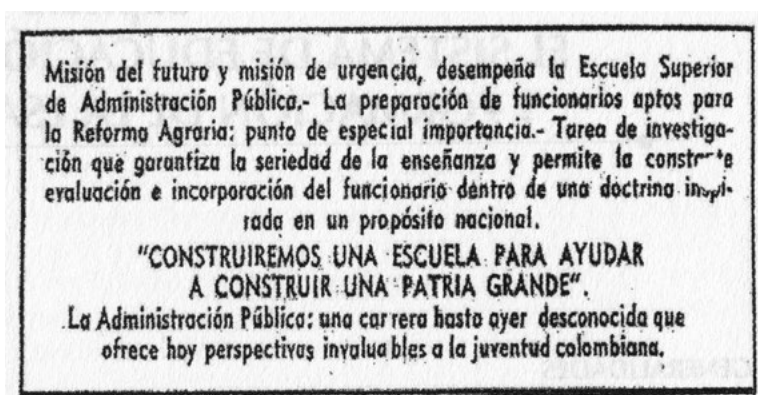 Misión del futuro y misión de urgencia, desempeña la Escuela Superior
de Administración Pública.- La preparación de funcionarios aptos para
la Reforma Agraria: punto de especial importancia.- Tarea de investiga-
ción que garantiza la seriedad de la enseñanza y permite la
evaluación e incorporación del funcionario dentro de una doctrina
rada en un propósito nacional.
"CONSTRUIREMOS UNA ESCUELA PARA AYUDAR
A CONSTRUIR UNA PATRIA GRANDE".
La Administración Pública: una carrera hasta ayer desconocida que
ofrece hoy perspectivas invaluables a la juventud colombiana.